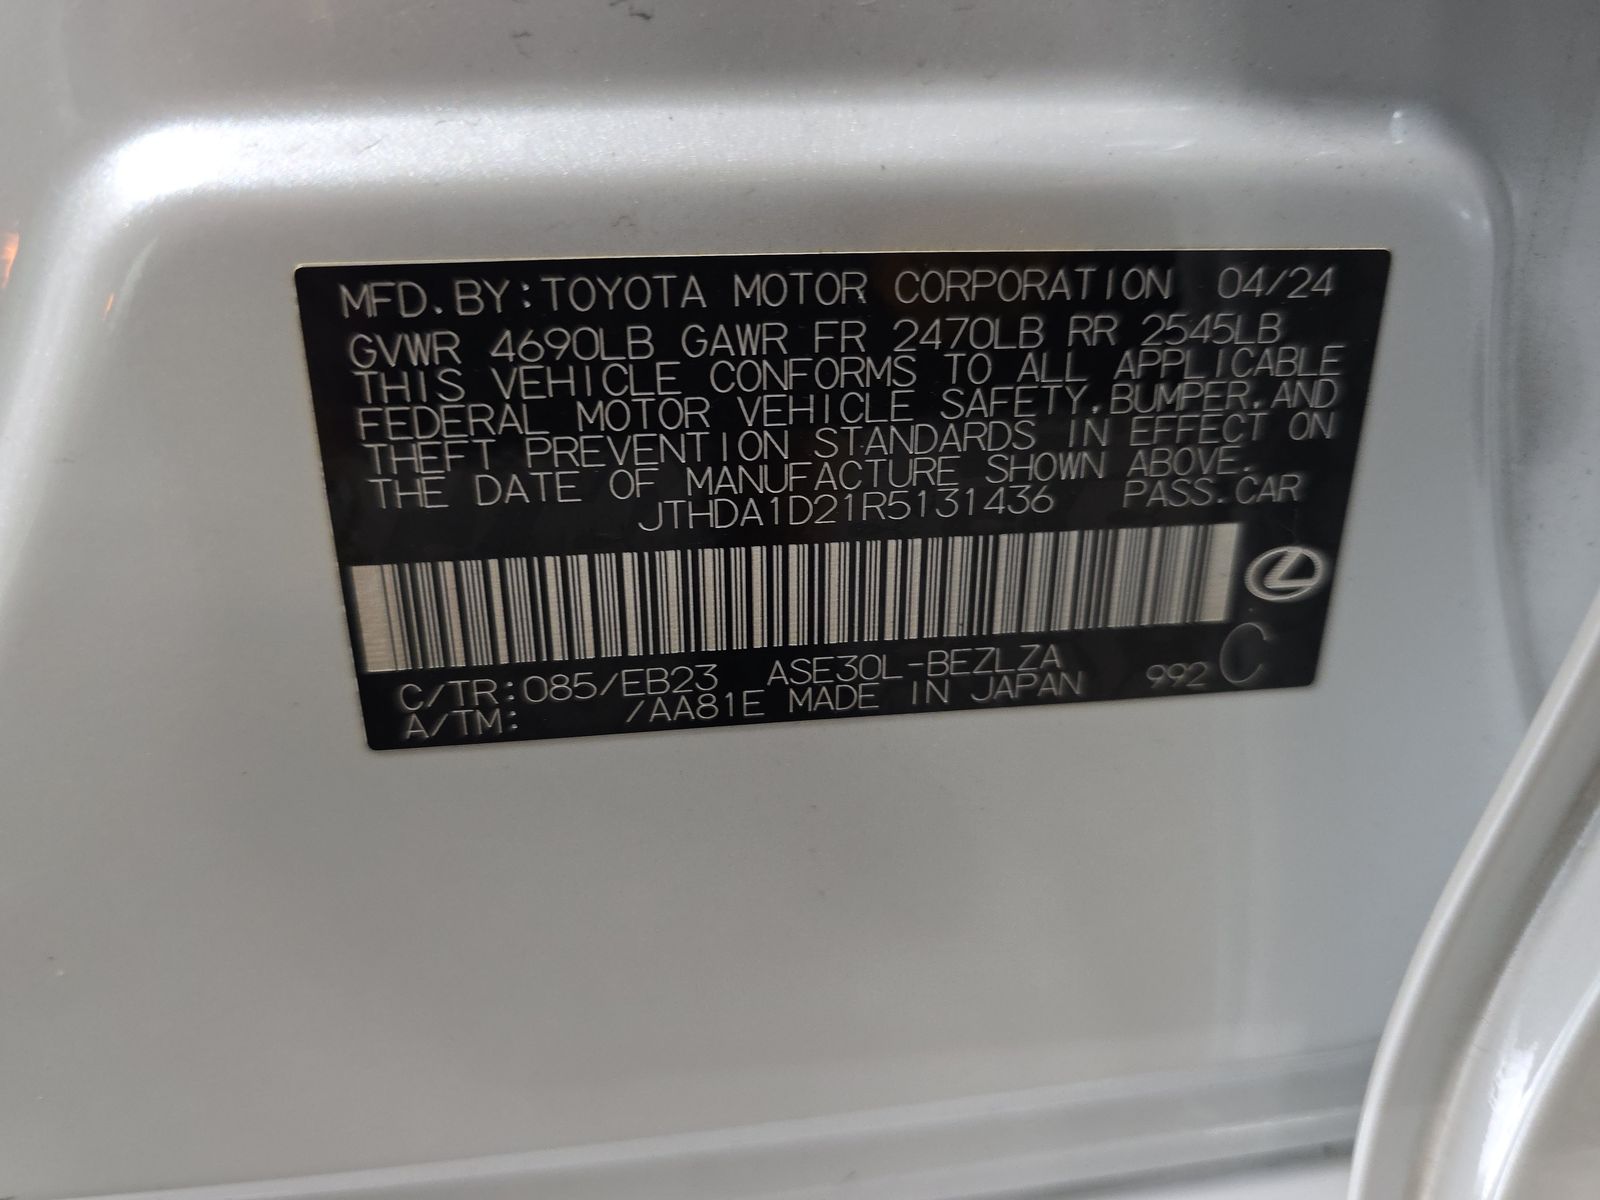 MFD. BY: TOYOTA MOTOR CORPORATION 04/24
GVWR 4690LB GAWR FR 2470LB RR 2545LB
THIS VEHICLE CONFORMS TO ALL APPLICABLE
FEDERAL MOTOR VEHICLE SAFETY, BUMPER, AND
THEFT PREVENTION STANDARDS IN EFFECT ON
THE DATE OF MANUFACTURE SHOWN ABOVE.
JTHDA1D21R5131436 PASS. CAR
C/TR: 085/EB23 ASE30L-BEZLZA
A/TM: /AA81E MADE IN JAPAN 992 C